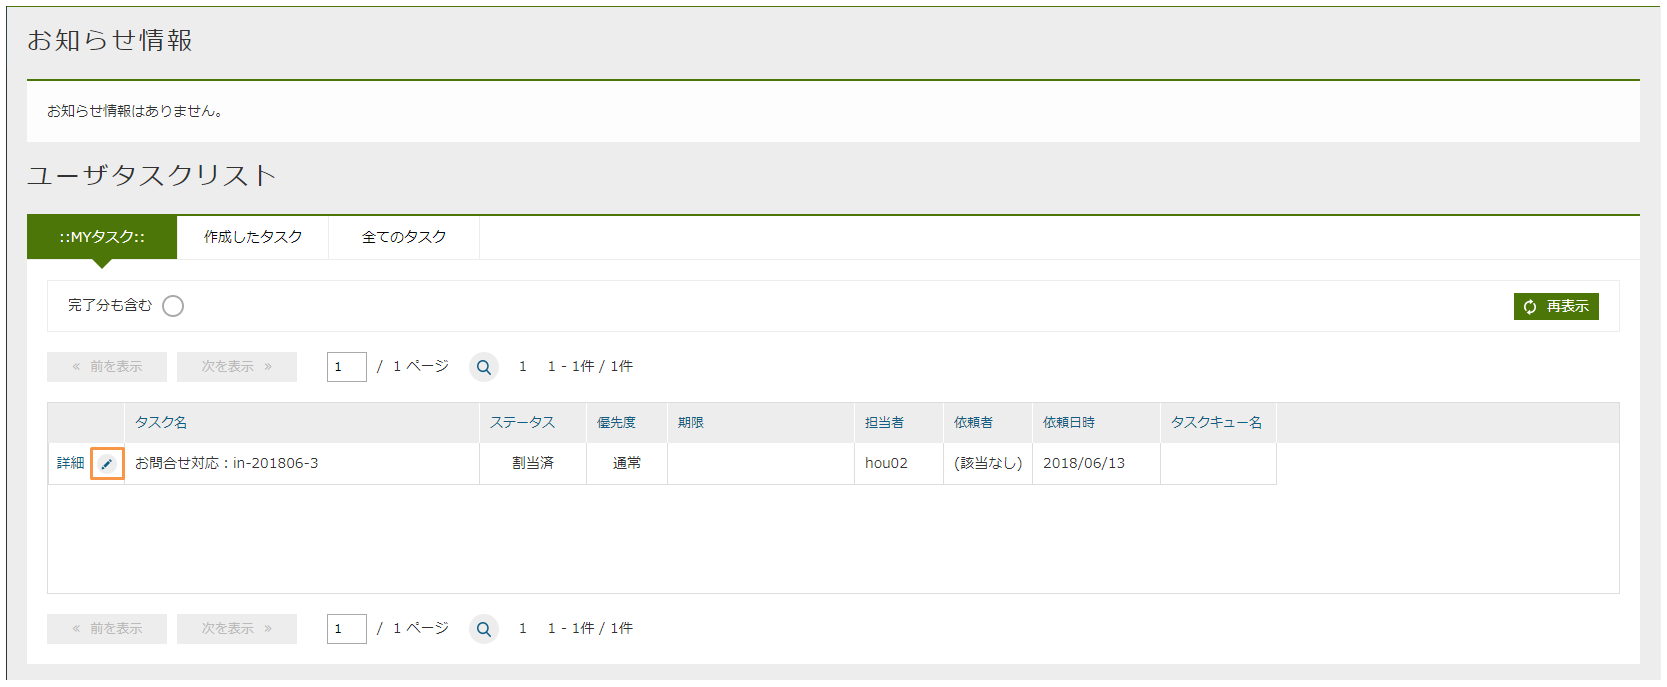 お知らせ情報
お知らせ情報はありません。
ユーザタスクリスト
::MYタスク:: 作成したタスク 全てのタスク
完了分も含む 再表示
« 前を表示 次を表示 » 1 / 1 ページ 1 1 - 1件 / 1件
タスク名 ステータス 優先度 期限 担当者 依頼者 依頼日時 タスクキュー名
詳細 お問合せ対応：in-201806-3 割当済 通常 hou02 (該当なし) 2018/06/13
« 前を表示 次を表示 » 1 / 1 ページ 1 1 - 1件 / 1件